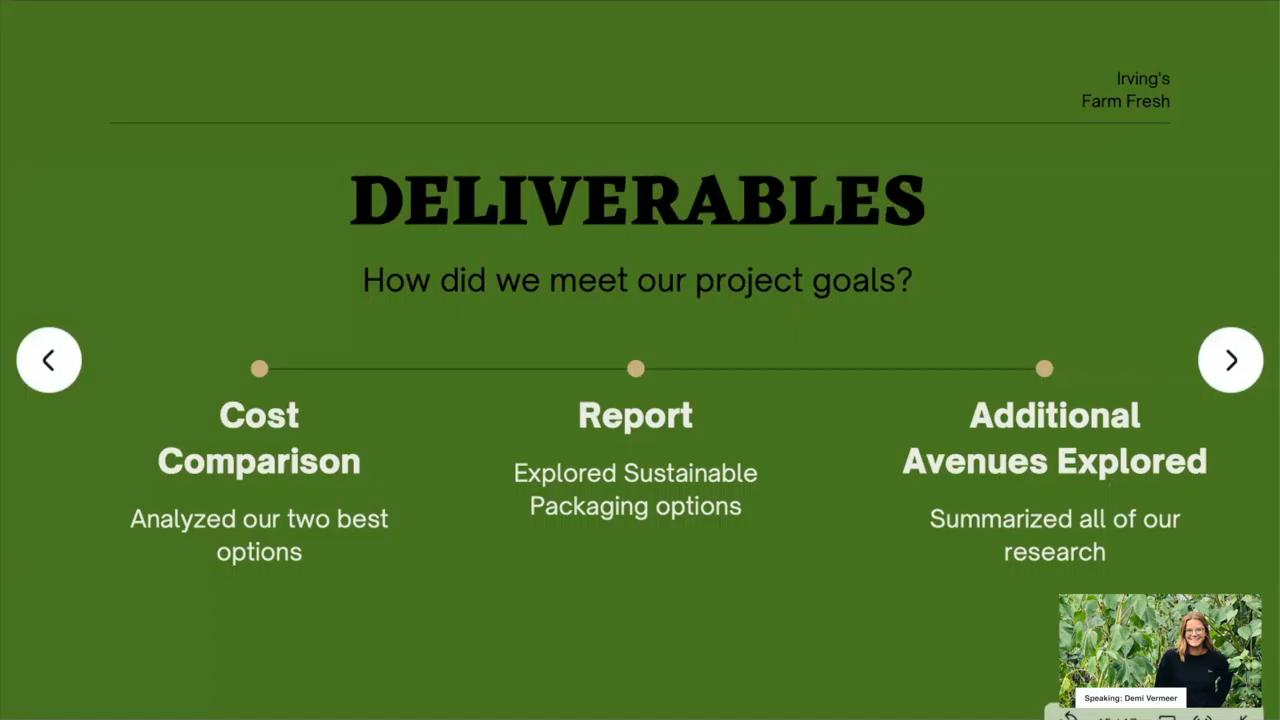 Irving's
Farm Fresh
DELIVERABLES
How did we meet our project goals?
Cost
Comparison
Analyzed our two best
options
Report
Explored Sustainable
Packaging options
Additional
Avenues Explored
Summarized all of our
research
Speaking: Demi Vermeer